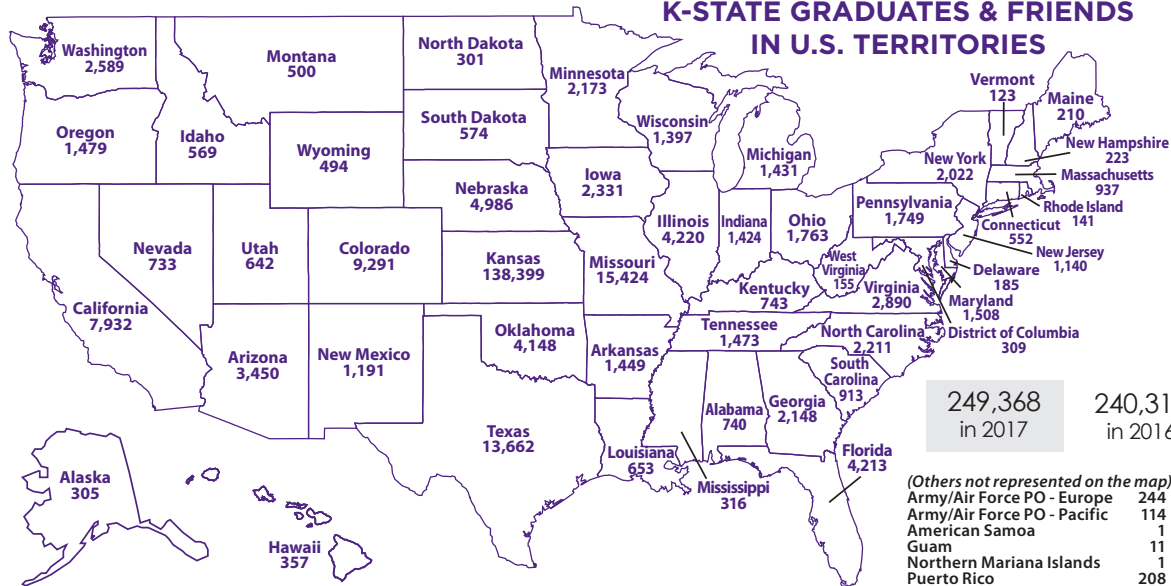 K-STATE GRADUATES & FRIENDS
IN U.S. TERRITORIES
Washington
2,589
Montana
500
North Dakota
301
Minnesota
2,173
Vermont
123
Maine
210
Oregon
1,479
Idaho
569
Wyoming
494
South Dakota
574
Wisconsin
1,397
Michigan
1,431
New York
2,022
New Hampshire
223
Massachusetts
937
Rhode Island
141
Connecticut
552
New Jersey
1,140
Nebraska
4,986
Iowa
2,331
Illinois
4,220
Indiana
1,424
Ohio
1,763
Pennsylvania
1,749
Delaware
185
Maryland
1,508
District of Columbia
309
Nevada
733
Utah
642
Colorado
9,291
Kansas
138,399
Missouri
15,424
Kentucky
743
West
Virginia
155
Virginia
2,890
California
7,932
Arizona
3,450
New Mexico
1,191
Oklahoma
4,148
Arkansas
1,449
Tennessee
1,473
North Carolina
2,211
South
Carolina
913
Texas
13,662
Louisiana
653
Mississippi
316
Alabama
740
Georgia
2,148
Florida
4,213
Alaska
305
Hawaii
357
249,368
in 2017
240,31
in 2016
(Others not represented on the map)
Army/Air Force PO - Europe 244
Army/Air Force PO - Pacific 114
American Samoa 1
Guam 11
Northern Mariana Islands 1
Puerto Rico 208